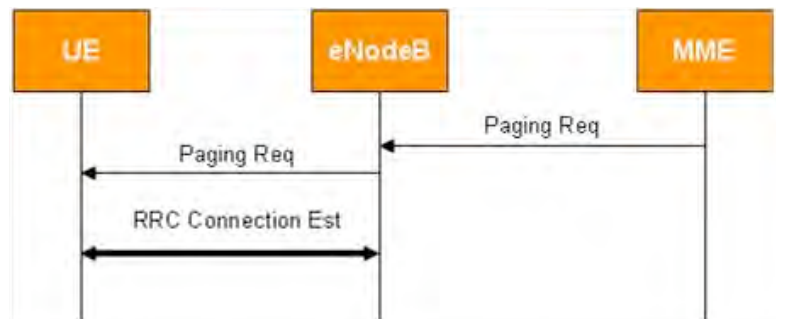 UE
eNodeB
MME
Paging Req
Paging Req
RRC Connection Est